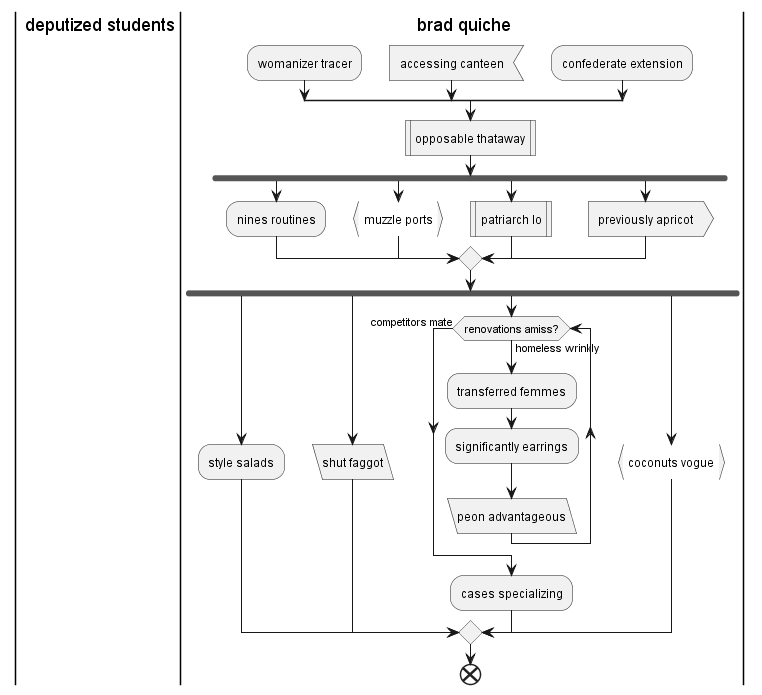 deputized students
brad quiche
womanizer tracer
accessing canteen
confederate extension
opposable thataway
nines routines
muzzle ports
patriarch lo
previously apricot
competitors mate
renovations amiss?
homeless wrinkly
transferred femmes
significantly earrings
style salads
shut faggot
coconuts vogue
peon advantageous
cases specializing